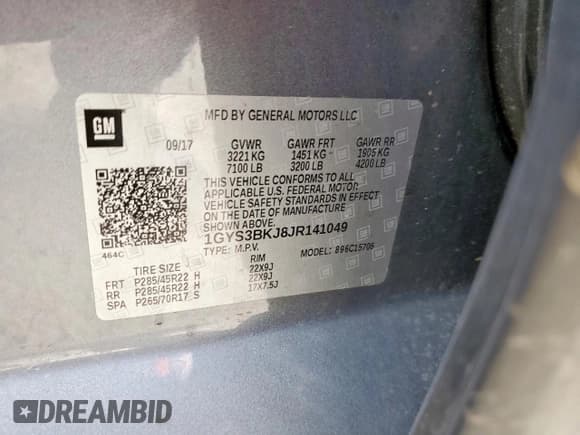 GM
MFD BY GENERAL MOTORS LLC
09/17 GVWR GAWR FRT GAWR RR
3221 KG 1451 KG 1905 KG
7100 LB 3200 LB 4200 LB
THIS VEHICLE CONFORMS TO ALL
APPLICABLE U.S. FEDERAL MOTOR
VEHICLE SAFETY STANDARDS IN EFFECT
ON THE DATE OF MANUFACTURE SHOWN ABOVE.
1GYS3BKJ8JR141049
464C TYPE: M.P.V. MODEL: 896C15706
TIRE SIZE RIM
FRT P285/45R22 H 22X9J
RR P285/45R22 H 22X9J
SPA P265/70R17 S 17X7.5J
DREAMBID